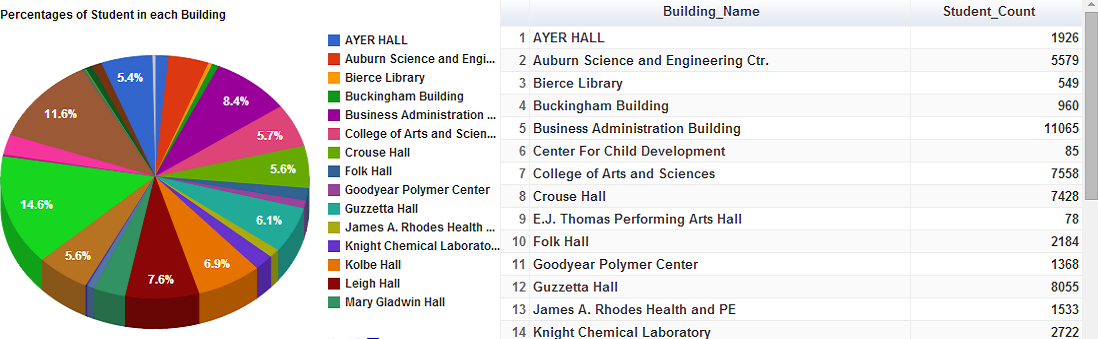 Percentages of Student in each Building
5.4%
8.4%
5.7%
5.6%
6.1%
6.9%
7.6%
5.6%
14.6%
11.6%
AYER HALL
Auburn Science and Engi...
Bierce Library
Buckingham Building
Business Administration ...
College of Arts and Scien...
Crouse Hall
Folk Hall
Goodyear Polymer Center
Guzzetta Hall
James A. Rhodes Health ...
Knight Chemical Laborato...
Kolbe Hall
Leigh Hall
Mary Gladwin Hall
Building_Name Student_Count
1 AYER HALL 1926
2 Auburn Science and Engineering Ctr. 5579
3 Bierce Library 549
4 Buckingham Building 960
5 Business Administration Building 11065
6 Center For Child Development 85
7 College of Arts and Sciences 7558
8 Crouse Hall 7428
9 E.J. Thomas Performing Arts Hall 78
10 Folk Hall 2184
11 Goodyear Polymer Center 1368
12 Guzzetta Hall 8055
13 James A. Rhodes Health and PE 1533
14 Knight Chemical Laboratory 2722